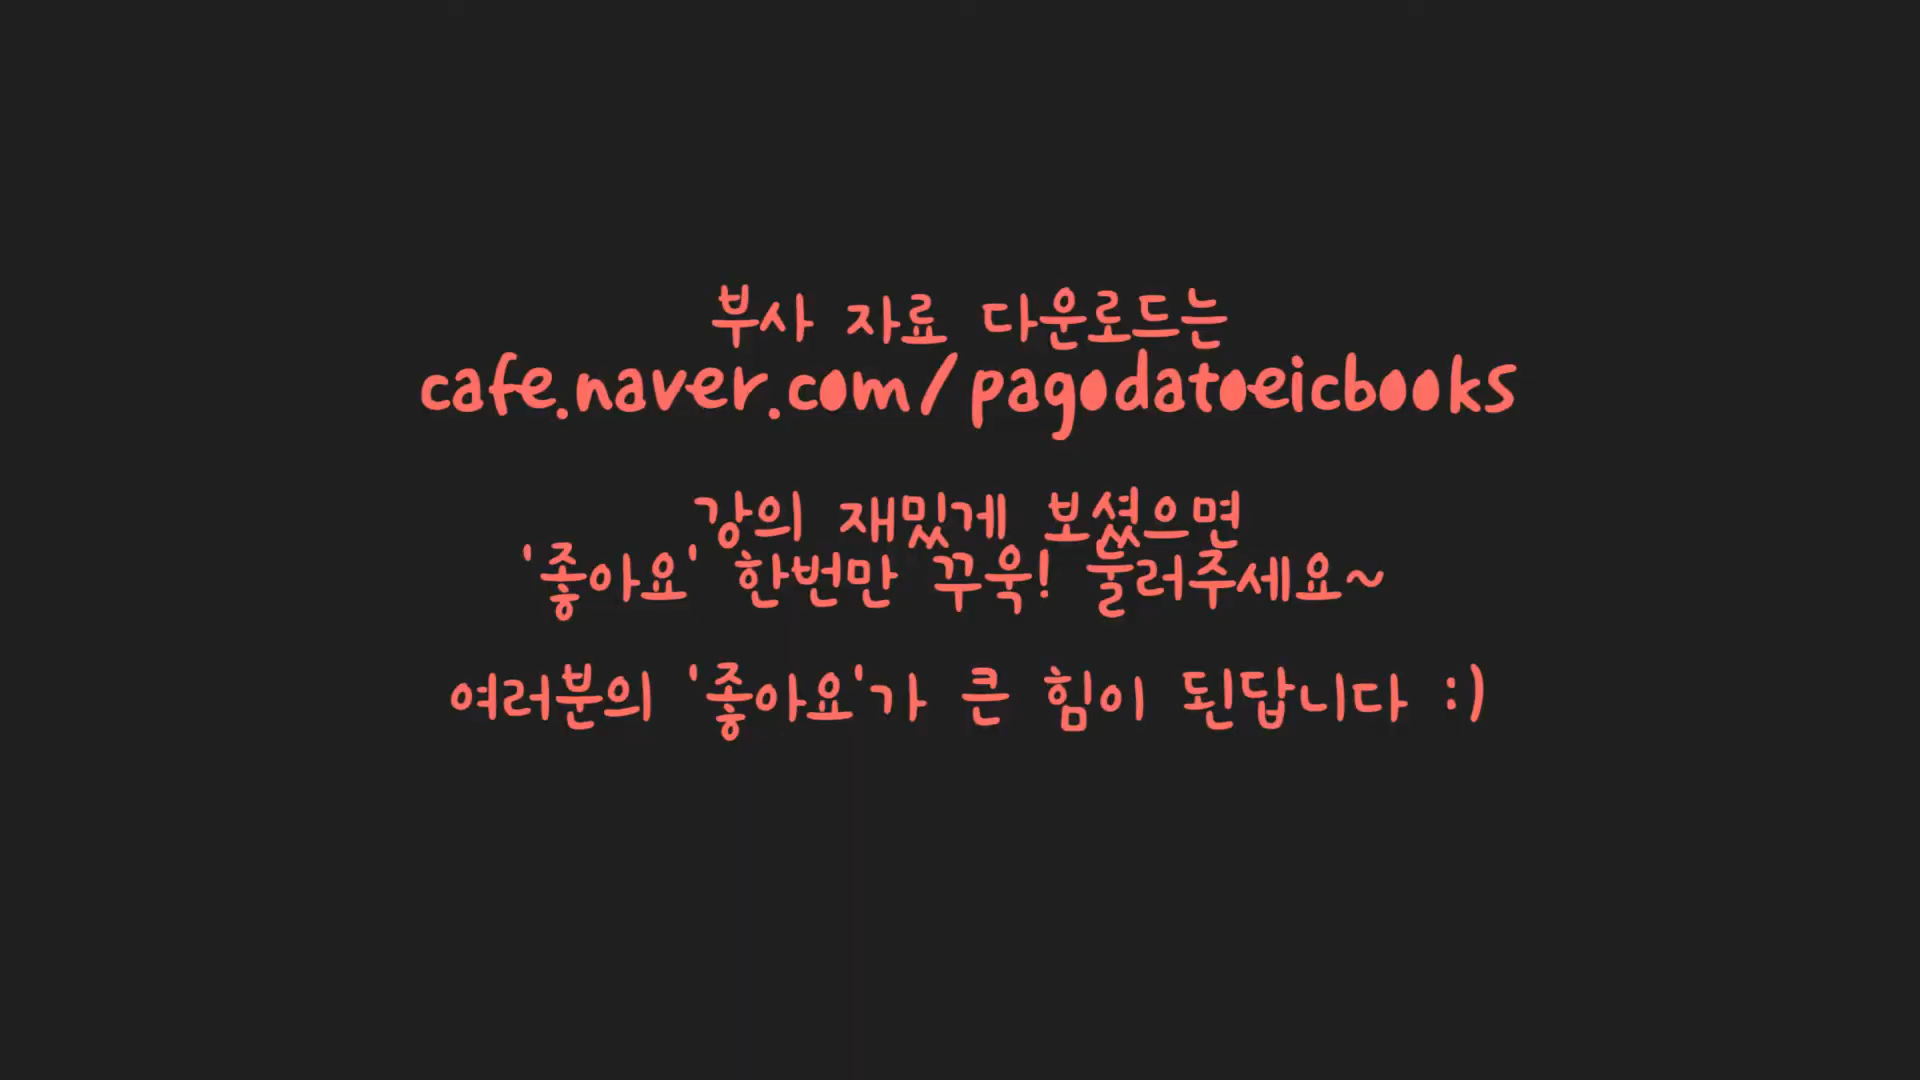 부사 자료 다운로드는
cafe.naver.com/pagodatoeicbooks
강의 재밌게 보셨으면
'좋아요' 한번만 꾸욱! 눌러주세요~
여러분의 '좋아요'가 큰 힘이 된답니다 :)